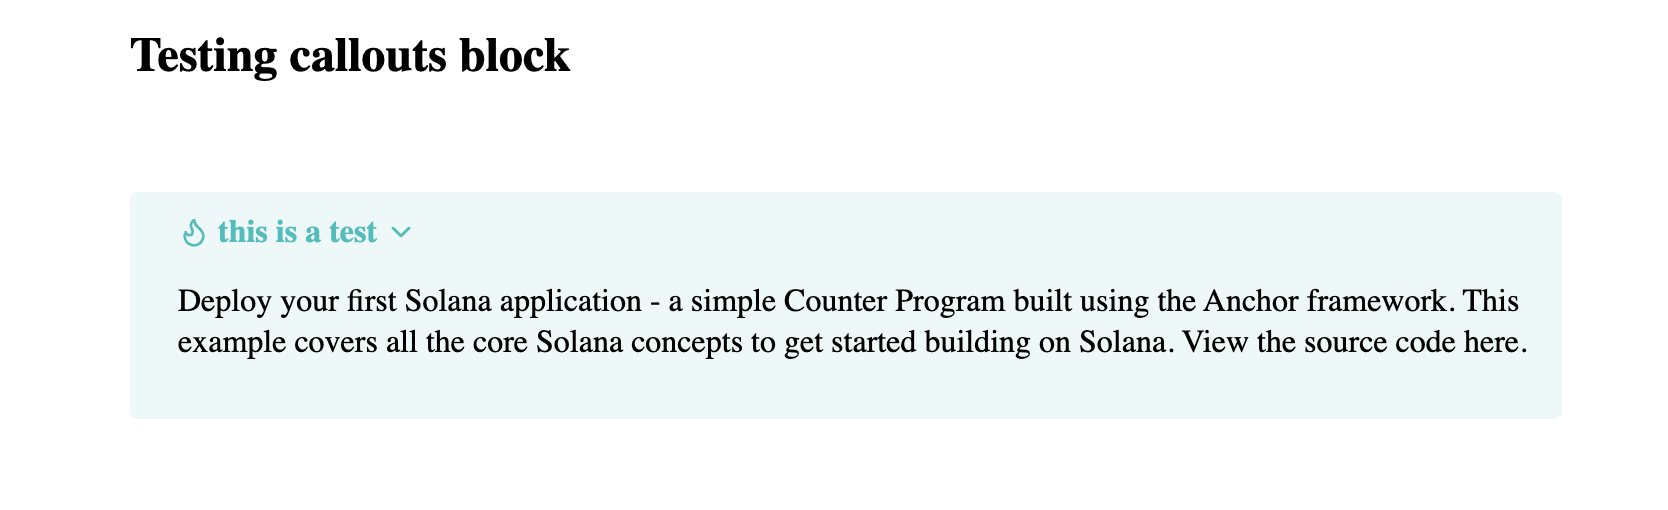 Testing callouts block
this is a test
Deploy your first Solana application - a simple Counter Program built using the Anchor framework. This
example covers all the core Solana concepts to get started building on Solana. View the source code here.